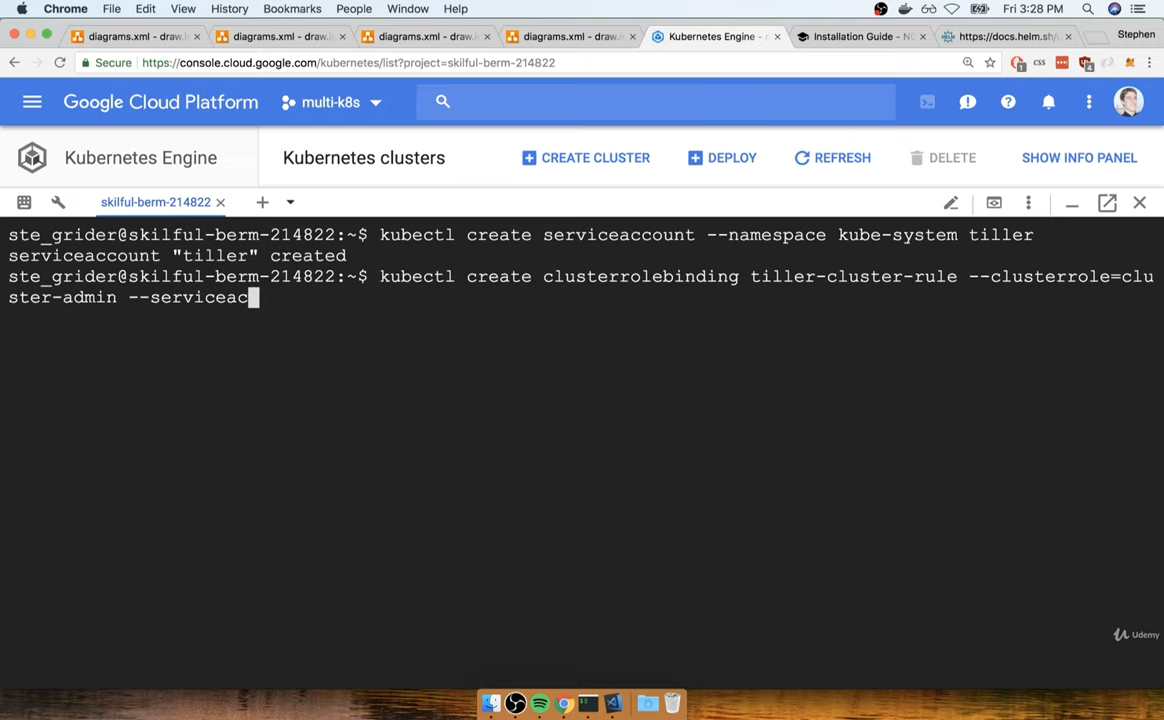 Chrome File Edit View History Bookmarks People Window Help Fri 3:28 PM
diagrams.xml - draw.i diagrams.xml - draw.i diagrams.xml - draw.i diagrams.xml - draw.i Kubernetes Engine - Installation Guide - NG https://docs.helm.sh/ Stephen
Secure https://console.cloud.google.com/kubernetes/list?project=skilful-berm-214822
Google Cloud Platform multi-k8s
Kubernetes Engine Kubernetes clusters CREATE CLUSTER DEPLOY REFRESH DELETE SHOW INFO PANEL
skilful-berm-214822
ste_grider@skilful-berm-214822:~$ kubectl create serviceaccount --namespace kube-system tiller
serviceaccount "tiller" created
ste_grider@skilful-berm-214822:~$ kubectl create clusterrolebinding tiller-cluster-rule --clusterrole=clu
ster-admin --serviceac
Udemy